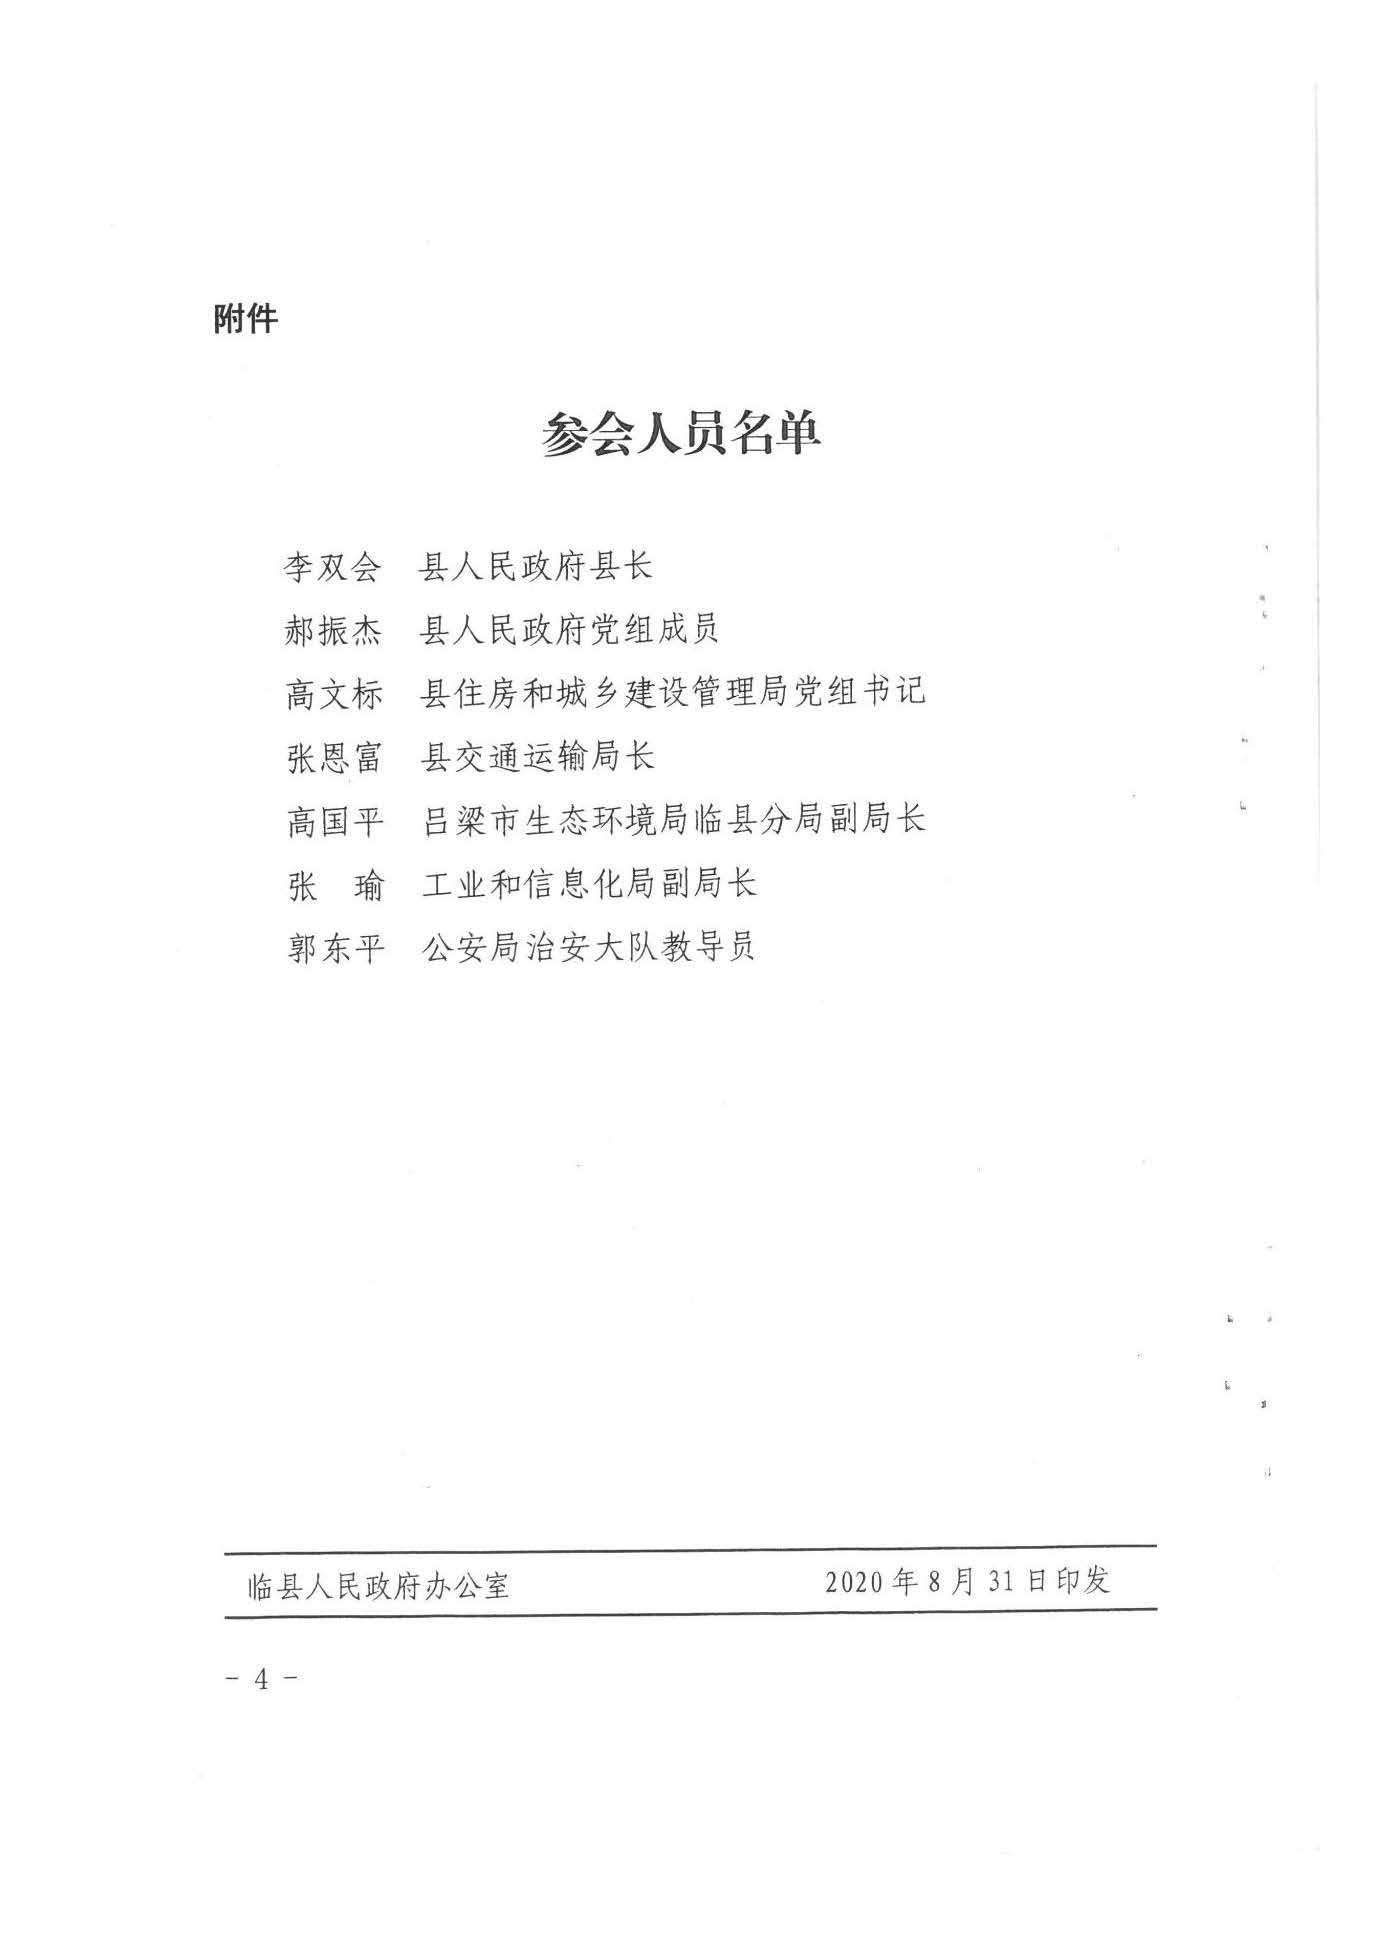 附件
参会人员名单
李双会 县人民政府县长
郝振杰 县人民政府党组成员
高文标 县住房和城乡建设管理局党组书记
张恩富 县交通运输局长
高国平 吕梁市生态环境局临县分局副局长
张 瑜 工业和信息化局副局长
郭东平 公安局治安大队教导员
临县人民政府办公室 2020年8月31日印发
- 4 -